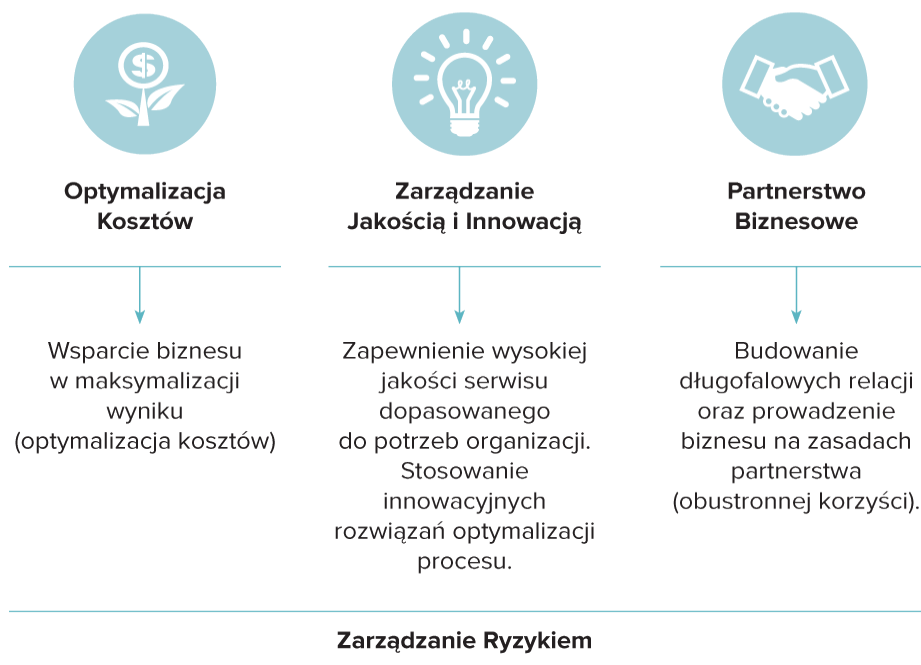 $
Optymalizacja
Kosztów
Wsparcie biznesu
w maksymalizacji
wyniku
(optymalizacja kosztów)
Zarządzanie
Jakością i Innowacją
Zapewnienie wysokiej
jakości serwisu
dopasowanego
do potrzeb organizacji.
Stosowanie
innowacyjnych
rozwiązań optymalizacji
procesu.
Partnerstwo
Biznesowe
Budowanie
długofalowych relacji
oraz prowadzenie
biznesu na zasadach
partnerstwa
(obustronnej korzyści).
Zarządzanie Ryzykiem